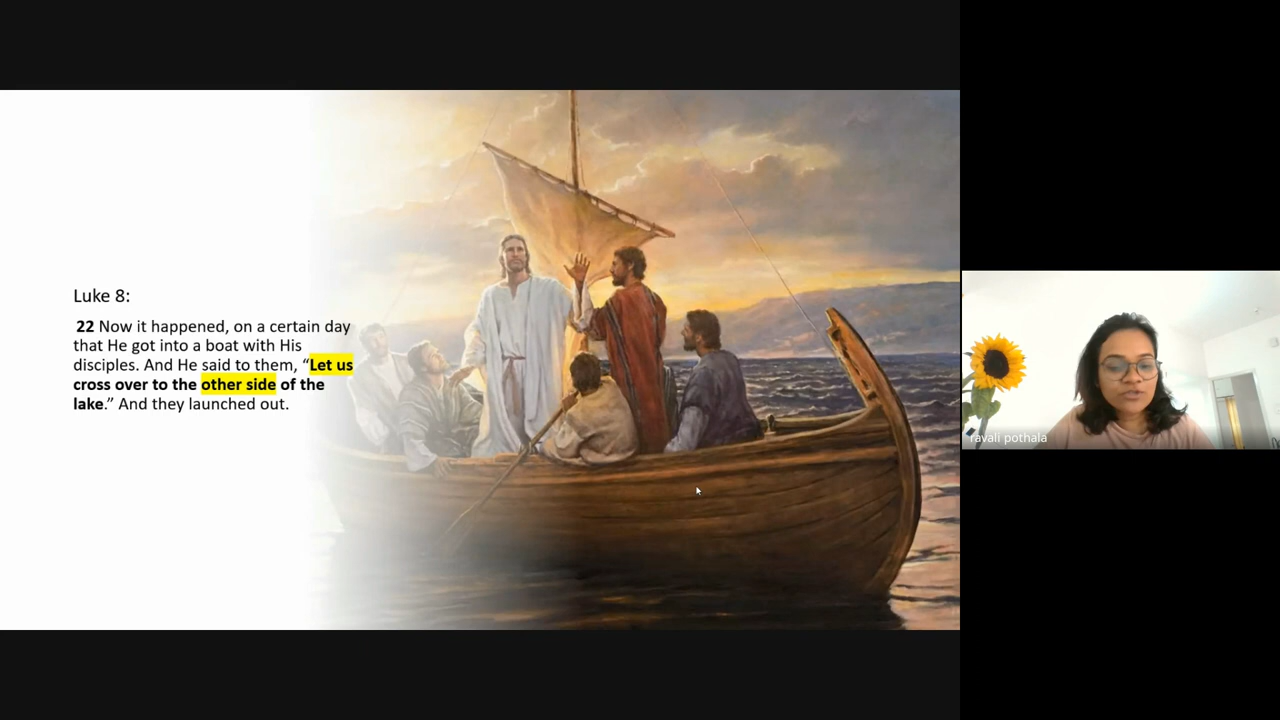 Luke 8:
22 Now it happened, on a certain day
that He got into a boat with His
disciples. And He said to them, “Let us
cross over to the other side of the
lake.” And they launched out.
ravali pothala